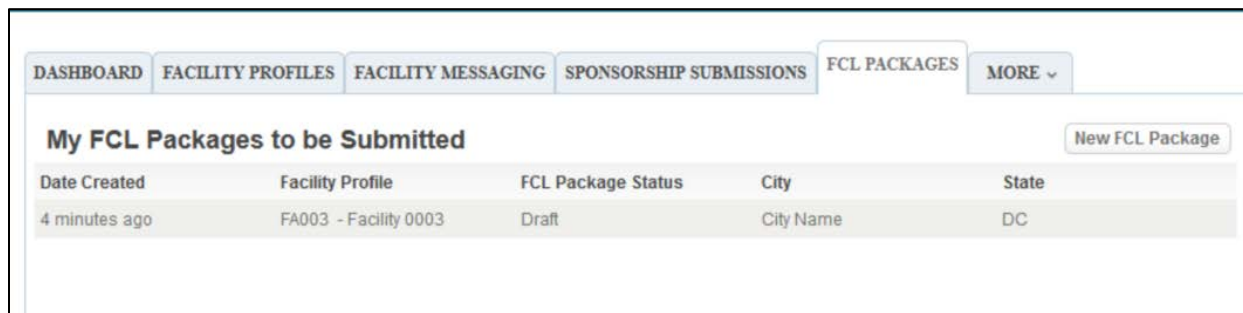 DASHBOARD FACILITY PROFILES FACILITY MESSAGING SPONSORSHIP SUBMISSIONS FCL PACKAGES MORE
My FCL Packages to be Submitted New FCL Package
Date Created Facility Profile FCL Package Status City State
4 minutes ago FA003 - Facility 0003 Draft City Name DC